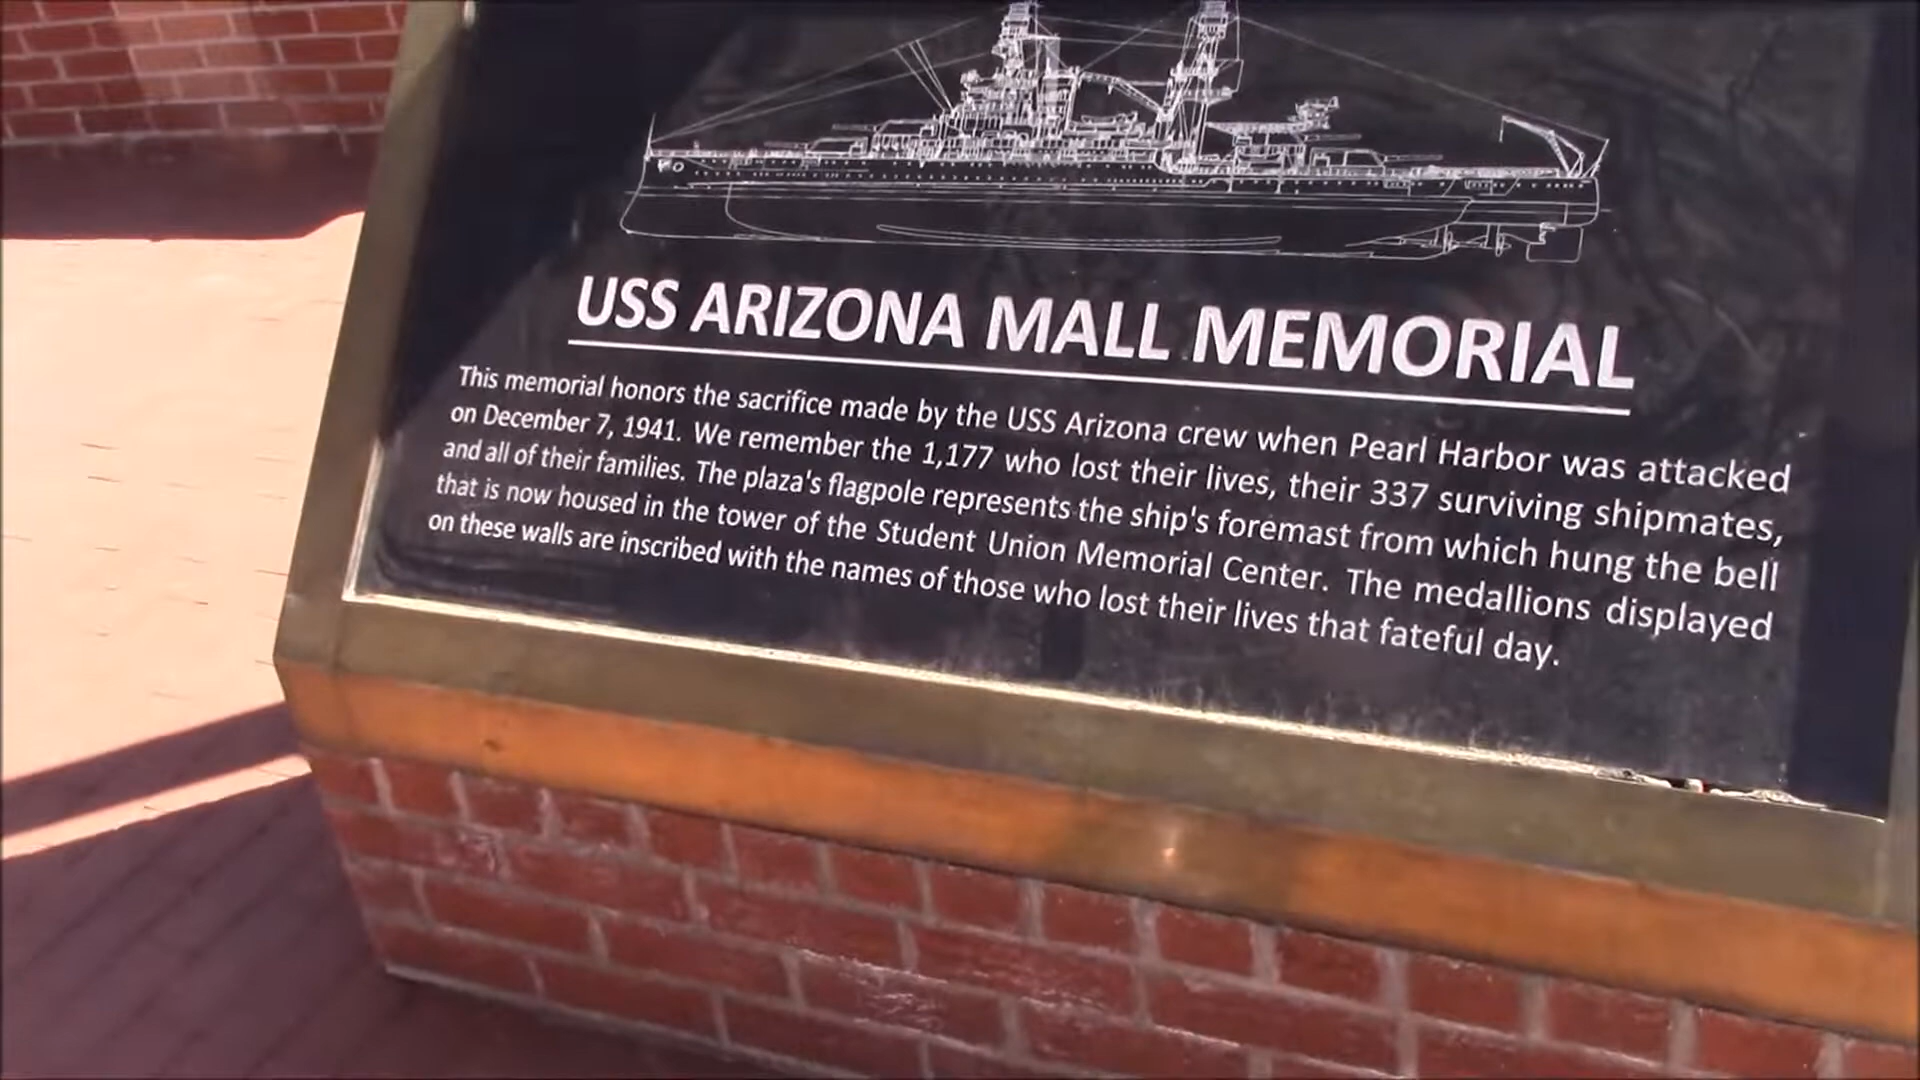 USS ARIZONA MALL MEMORIAL
This memorial honors the sacrifice made by the USS Arizona crew when Pearl Harbor was attacked
on December 7, 1941. We remember the 1,177 who lost their lives, their 337 surviving shipmates,
and all of their families. The plaza's flagpole represents the ship's foremast from which hung the bell
that is now housed in the tower of the Student Union Memorial Center. The medallions displayed
on these walls are inscribed with the names of those who lost their lives that fateful day.